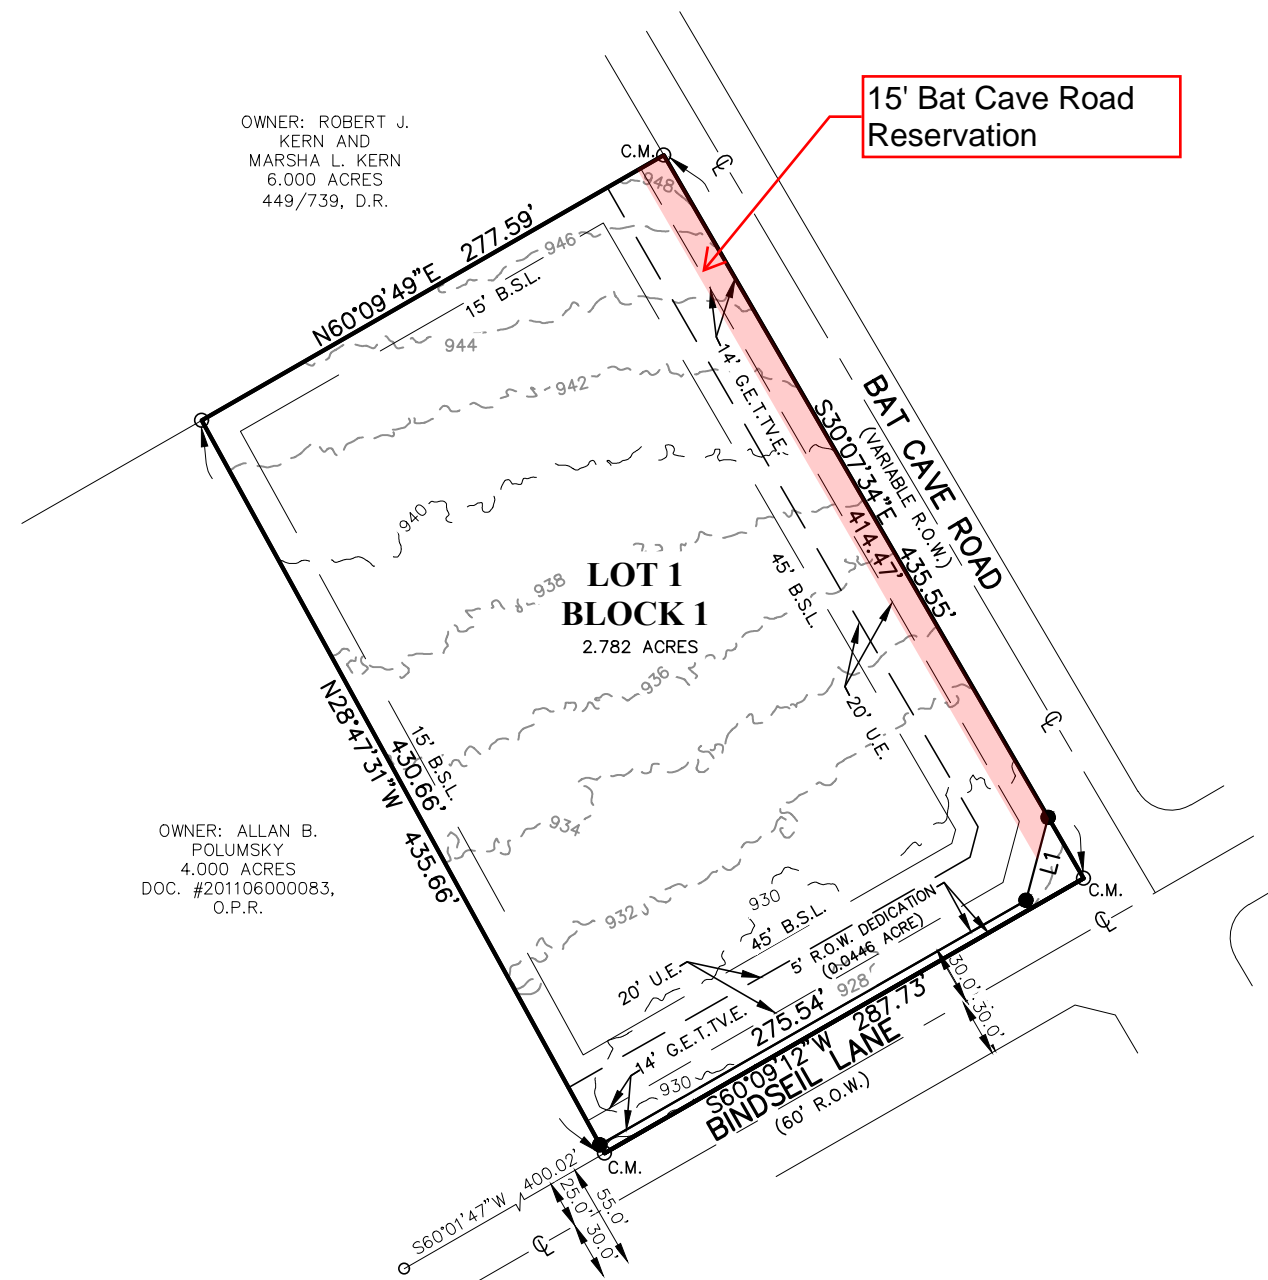 15' Bat Cave Road
Reservation
OWNER: ROBERT J.
KERN AND
MARSHA L. KERN
6.000 ACRES
449/739, D.R.
C.M.
℄
948
N60°09'49"E 277.59'
946
15' B.S.L.
944
942
14' G.E.T.TV.E.
BAT CAVE ROAD
(VARIABLE R.O.W.)
S30°07'34"E 435.55'
414.47'
940
938
LOT 1
BLOCK 1
2.782 ACRES
45' B.S.L.
936
20' U.E.
℄
N28°47'31"W 435.66'
430.66'
15' B.S.L.
934
OWNER: ALLAN B.
POLUMSKY
4.000 ACRES
DOC. #201106000083,
O.P.R.
932
930
L1
C.M.
℄
45' B.S.L.
5' R.O.W. DEDICATION
(0.0446 ACRE)
20' U.E.
928
30.0'
30.0'
14' G.E.T.TV.E.
275.54'
S60°09'12"W 287.73'
BINDSEIL LANE
(60' R.O.W.)
930
C.M.
S60°01'47"W 400.02'
25.0'
55.0'
30.0'
℄